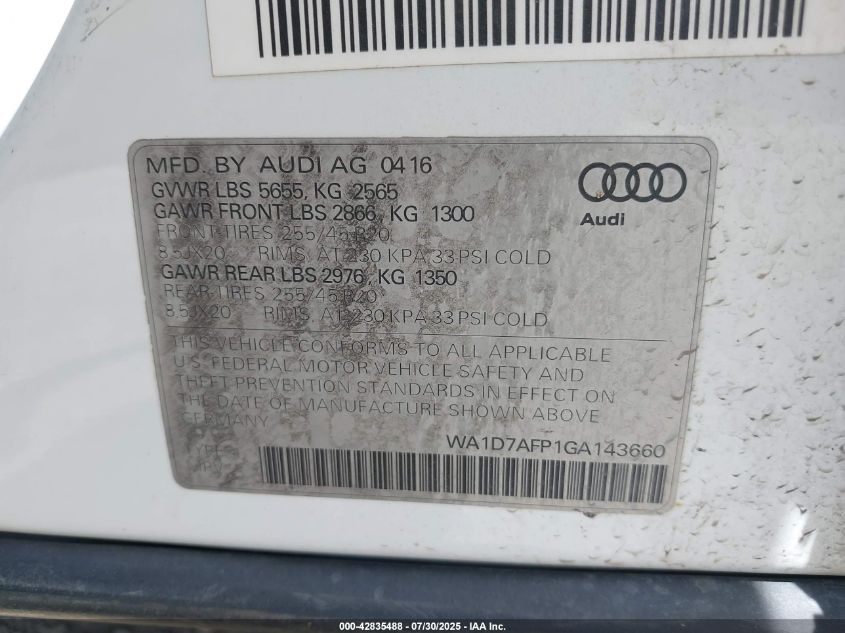 MFD. BY AUDI AG 04 16
GVWR LBS 5655, KG 2565
GAWR FRONT LBS 2866, KG 1300
FRONT TIRES 255/45 R20
8.5JX20 RIMS AT 230 KPA 33 PSI COLD
GAWR REAR LBS 2976, KG 1350
REAR TIRES 255/45 R20
8.5JX20 RIMS AT 230 KPA 33 PSI COLD
Audi
THIS VEHICLE CONFORMS TO ALL APPLICABLE
U.S. FEDERAL MOTOR VEHICLE SAFETY AND
THEFT PREVENTION STANDARDS IN EFFECT ON
THE DATE OF MANUFACTURE SHOWN ABOVE
GERMANY
WA1D7AFP1GA143660
TYPE:
MPV
000-42835488 - 07/30/2025 - IAA Inc.